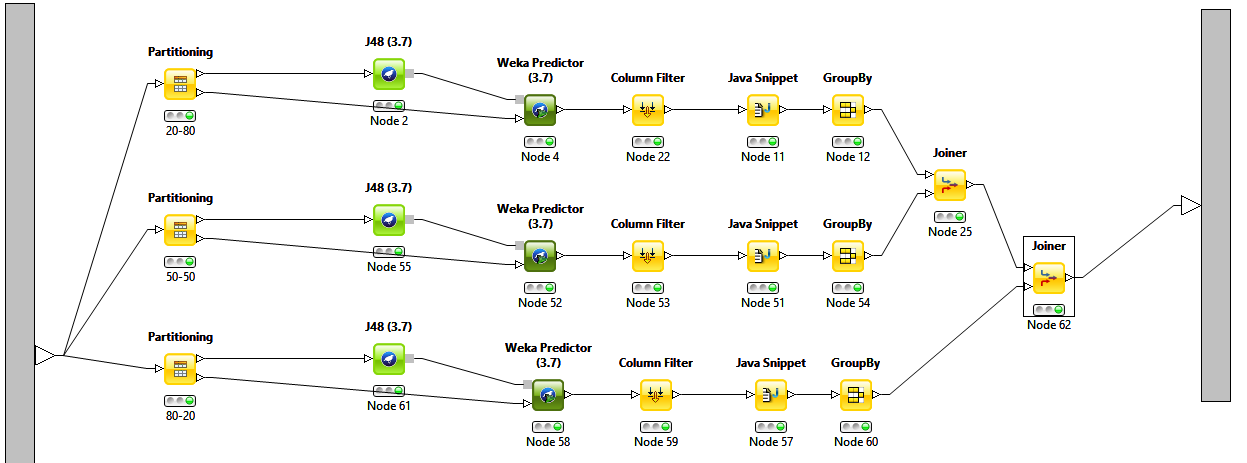 Partitioning
20-80
J48 (3.7)
Node 2
Weka Predictor
(3.7)
Node 4
Column Filter
Node 22
Java Snippet
Node 11
GroupBy
Node 12
Partitioning
50-50
J48 (3.7)
Node 55
Weka Predictor
(3.7)
Node 52
Column Filter
Node 53
Java Snippet
Node 51
GroupBy
Node 54
Joiner
Node 25
Partitioning
80-20
J48 (3.7)
Node 61
Weka Predictor
(3.7)
Node 58
Column Filter
Node 59
Java Snippet
Node 57
GroupBy
Node 60
Joiner
Node 62